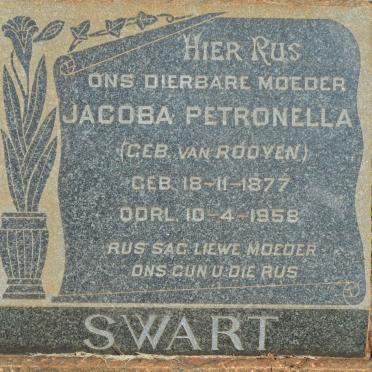 HIER RUS
ONS DIERBARE MOEDER
JACOBA PETRONELLA
(GEB. VAN ROOYEN)
GEB. 18-11-1877
OORL. 10-4-1958
RUS SAG LIEWE MOEDER
ONS GUN U DIE RUS
SWART